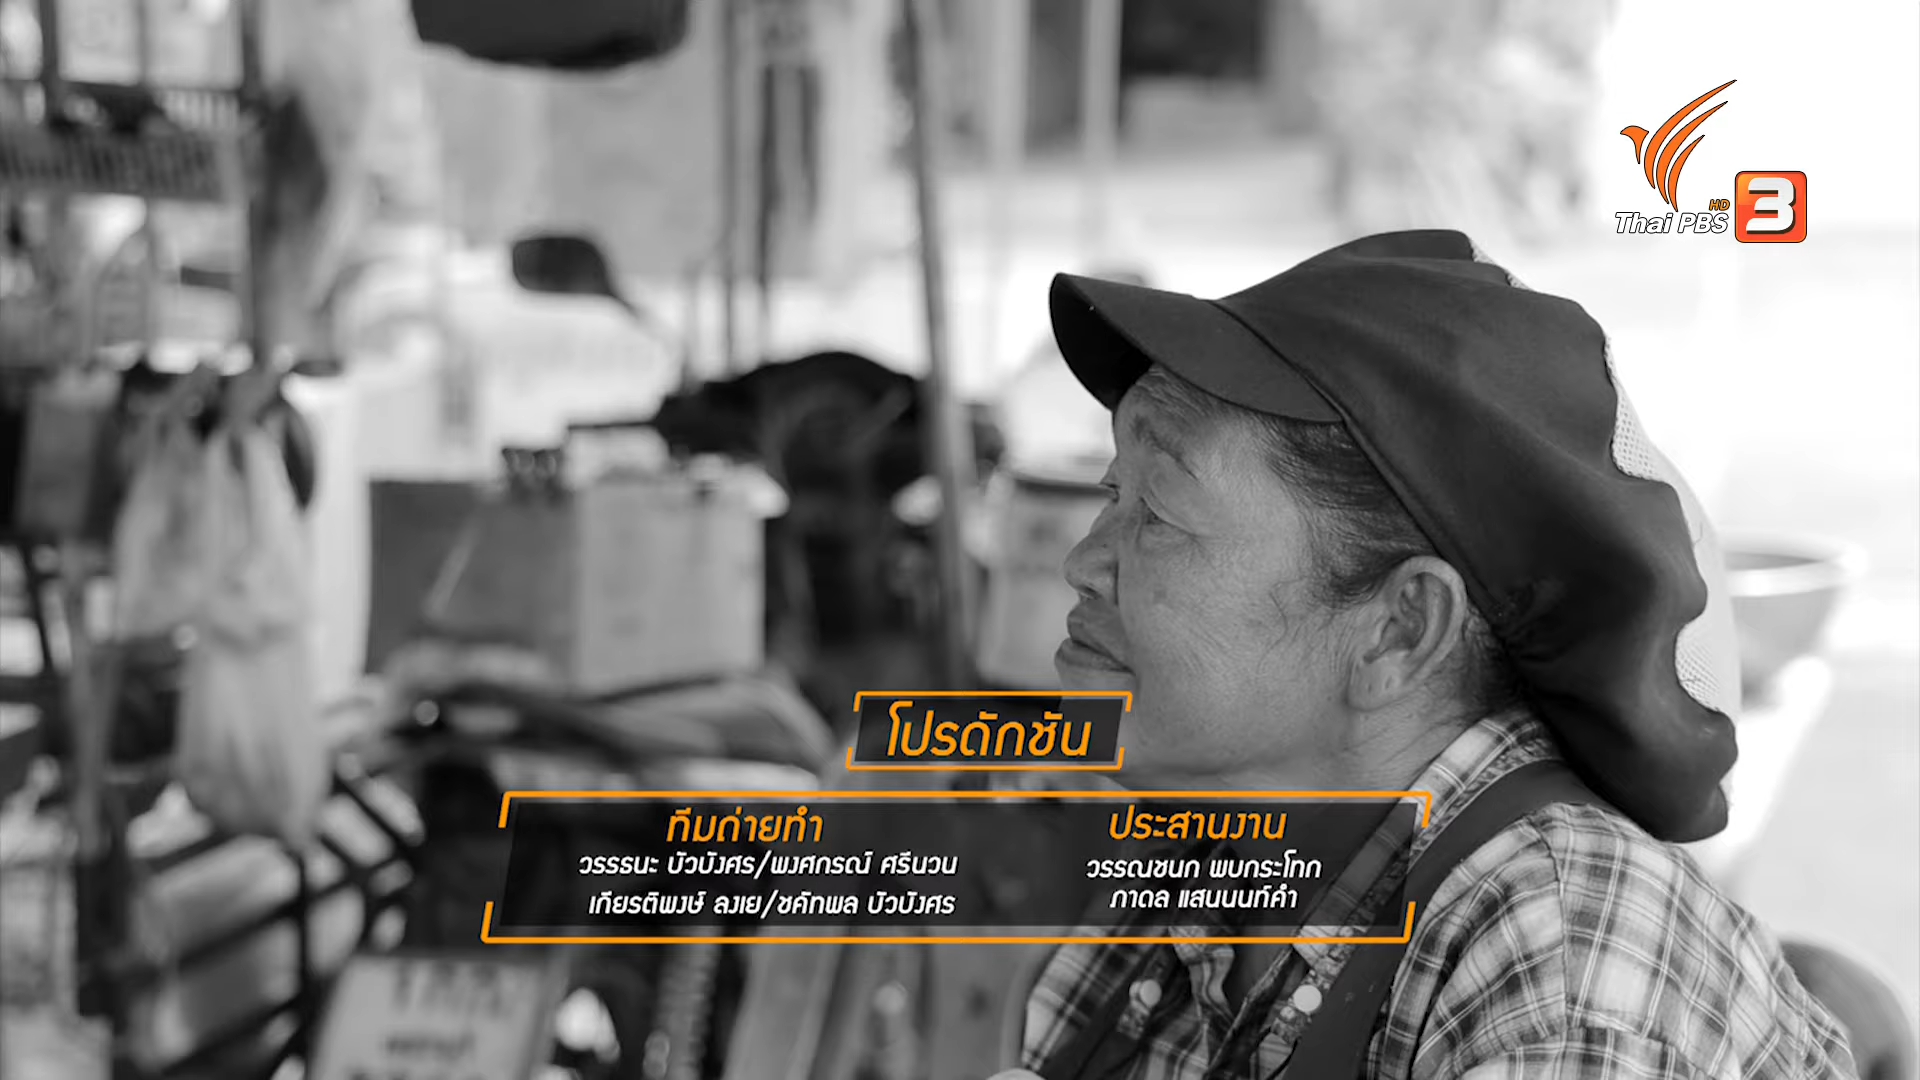 HD
Thai PBS 3
โปรดักชัน
ทีมถ่ายทำ
วรรธนะ บัวบังศร/พงศกรณ์ ศรีนวน
เกียรติพงษ์ ลงเย/ชคัทพล บัวบังศร
ประสานงาน
วรรณชนก พบกระโทก
ภาดล แสนนนท์คำ